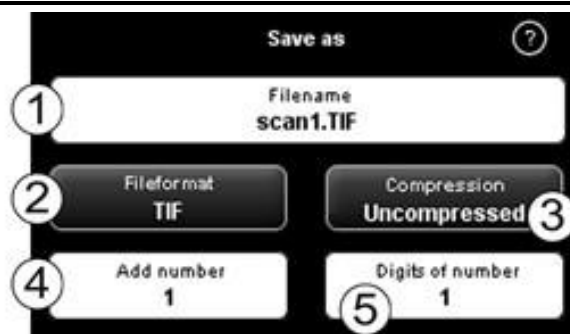 Save as ?
1 Filename
scan1.TIF
2 Fileformat
TIF
Compression
Uncompressed 3
4 Add number
1
Digits of number
5 1